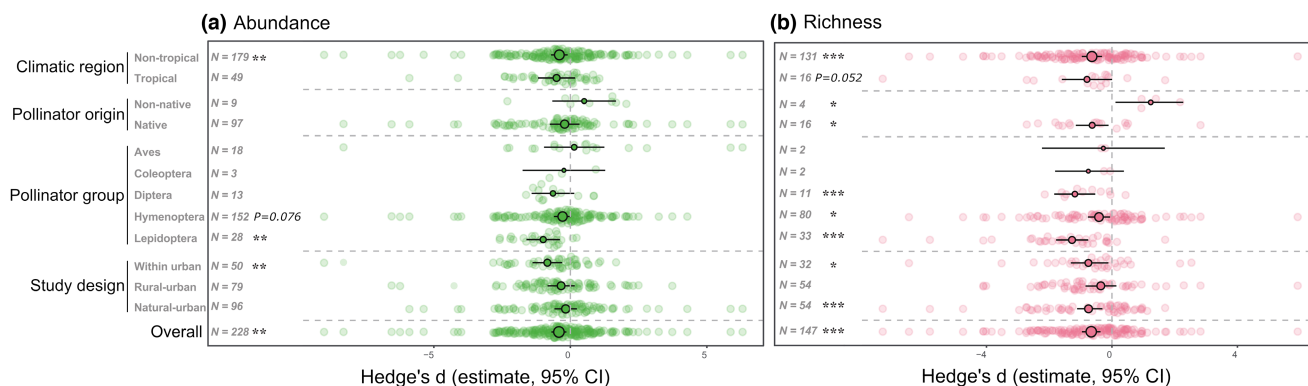 (a) Abundance
(b) Richness
Climatic region
Non-tropical N = 179 ** N = 131 ***
Tropical N = 49 N = 16 P=0.052
Pollinator origin
Non-native N = 9 N = 4 *
Native N = 97 N = 16 *
Pollinator group
Aves N = 18 N = 2
Coleoptera N = 3 N = 2
Diptera N = 13 N = 11 ***
Hymenoptera N = 152 P=0.076 N = 80 *
Lepidoptera N = 28 ** N = 33 ***
Study design
Within urban N = 50 ** N = 32 *
Rural-urban N = 79 N = 54
Natural-urban N = 96 N = 54 ***
Overall N = 228 ** N = 147 ***
−5 0 5
−4 0 4
Hedge's d (estimate, 95% CI)
Hedge's d (estimate, 95% CI)